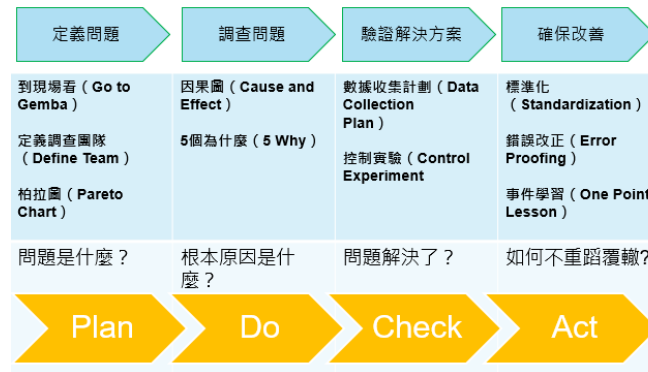 定義問題
調查問題
驗證解決方案
確保改善
到現場看（Go to
Gemba）
定義調查團隊
（Define Team）
柏拉圖（Pareto
Chart）
因果圖（Cause and
Effect）
5個為什麼（5 Why）
數據收集計劃（Data
Collection
Plan）
控制實驗（Control
Experiment
標準化
（Standardization）
錯誤改正（Error
Proofing）
事件學習（One Point
Lesson）
問題是什麼？
根本原因是什
麼？
問題解決了？
如何不重蹈覆轍?
Plan
Do
Check
Act